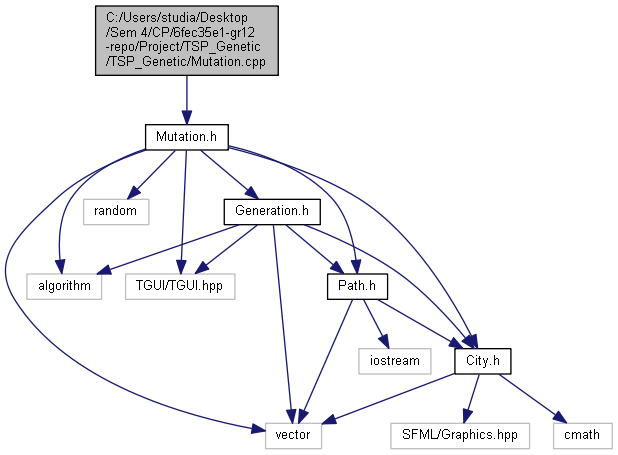 C:/Users/studia/Desktop
/Sem 4/CP/6fec35e1-gr12
-repo/Project/TSP_Genetic
/TSP_Genetic/Mutation.cpp
Mutation.h
random
Generation.h
algorithm
TGUI/TGUI.hpp
Path.h
iostream
City.h
vector
SFML/Graphics.hpp
cmath